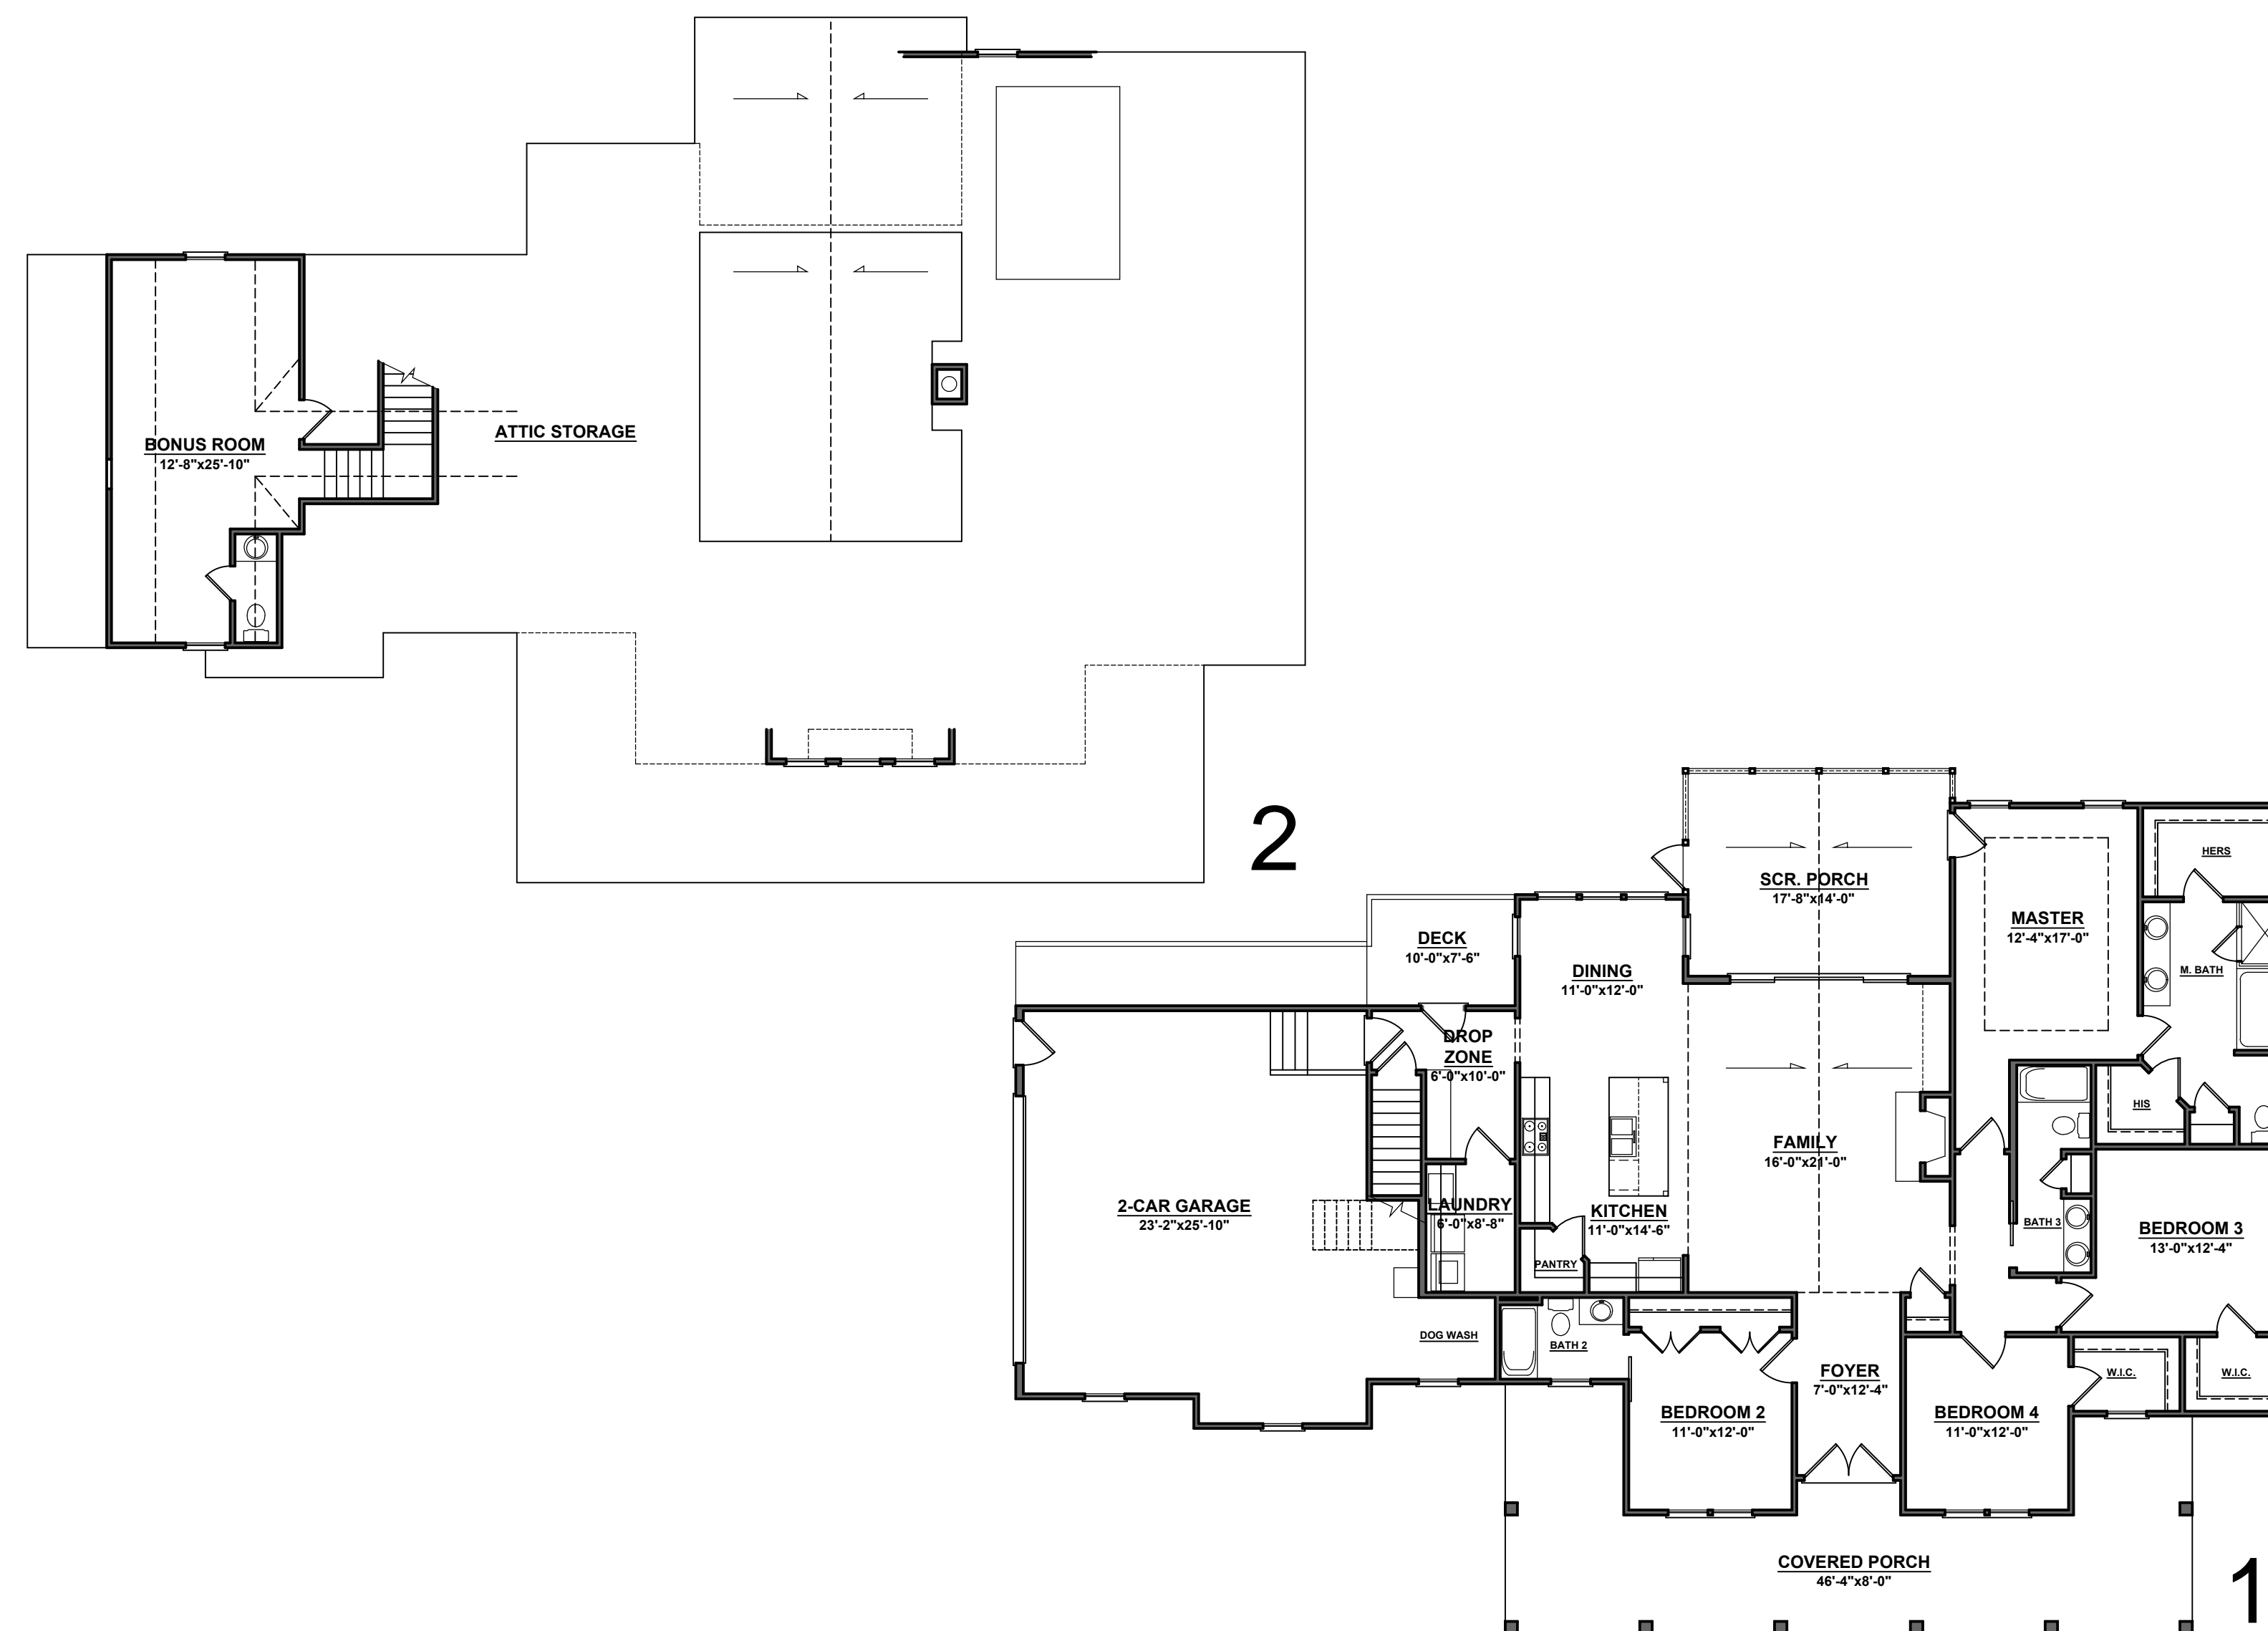 BONUS ROOM
12'-8"x25'-10"
ATTIC STORAGE
2
SCR. PORCH
17'-8"x14'-0"
HERS
MASTER
12'-4"x17'-0"
DECK
10'-0"x7'-6"
DINING
11'-0"x12'-0"
M. BATH
DROP
ZONE
6'-0"x10'-0"
HIS
FAMILY
16'-0"x21'-0"
2-CAR GARAGE
23'-2"x25'-10"
LAUNDRY
6'-0"x8'-8"
KITCHEN
11'-0"x14'-6"
BATH 3
BEDROOM 3
13'-0"x12'-4"
PANTRY
DOG WASH
BATH 2
FOYER
7'-0"x12'-4"
W.I.C.
W.I.C.
BEDROOM 2
11'-0"x12'-0"
BEDROOM 4
11'-0"x12'-0"
COVERED PORCH
46'-4"x8'-0"
1